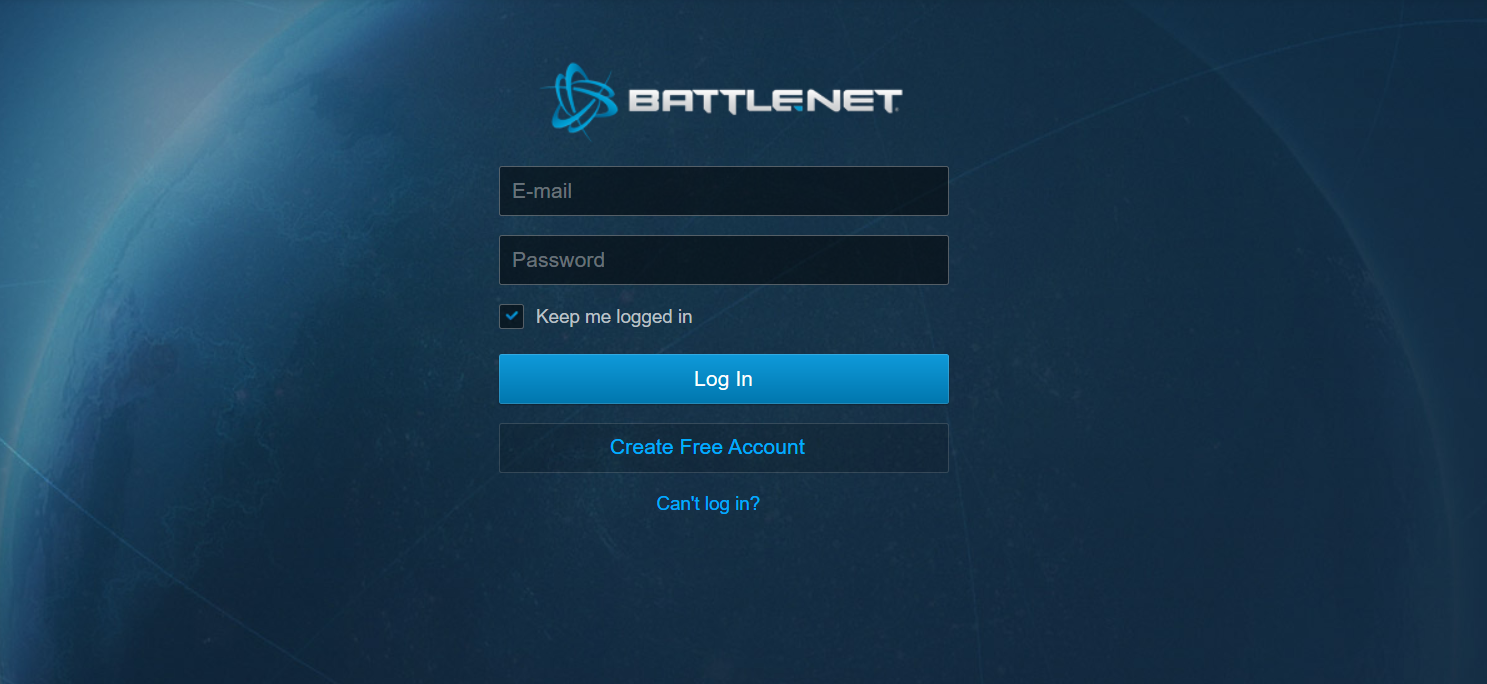 BATTLE.NET
E-mail
Password
Keep me logged in
Log In
Create Free Account
Can't log in?